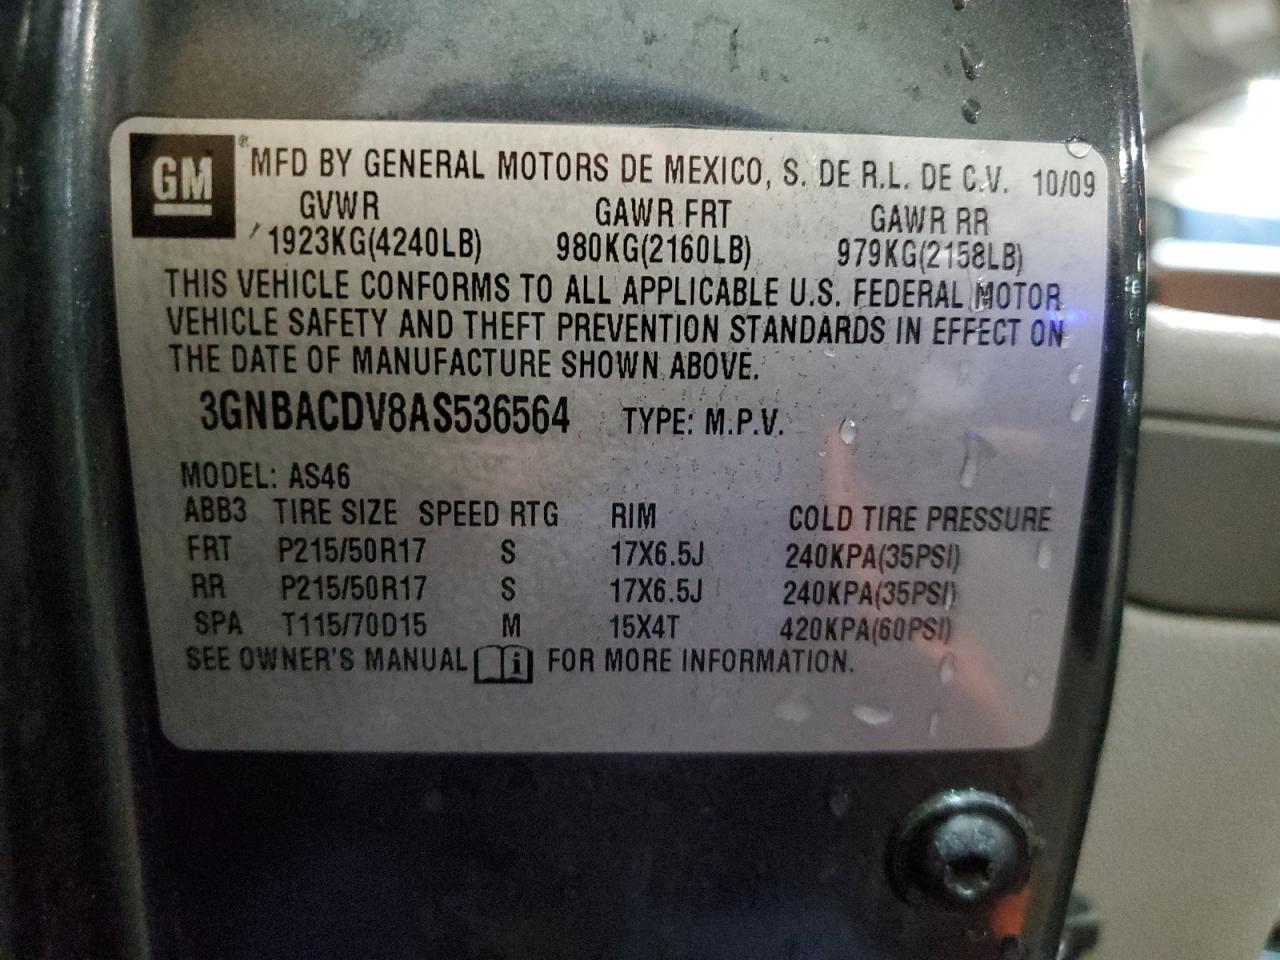 GM® MFD BY GENERAL MOTORS DE MEXICO, S. DE R.L. DE C.V. 10/09
GVWR GAWR FRT GAWR RR
1923KG(4240LB) 980KG(2160LB) 979KG(2158LB)
THIS VEHICLE CONFORMS TO ALL APPLICABLE U.S. FEDERAL MOTOR
VEHICLE SAFETY AND THEFT PREVENTION STANDARDS IN EFFECT ON
THE DATE OF MANUFACTURE SHOWN ABOVE.
3GNBACDV8AS536564 TYPE: M.P.V.
MODEL: AS46
ABB3 TIRE SIZE SPEED RTG RIM COLD TIRE PRESSURE
FRT P215/50R17 S 17X6.5J 240KPA(35PSI)
RR P215/50R17 S 17X6.5J 240KPA(35PSI)
SPA T115/70D15 M 15X4T 420KPA(60PSI)
SEE OWNER'S MANUAL i FOR MORE INFORMATION.